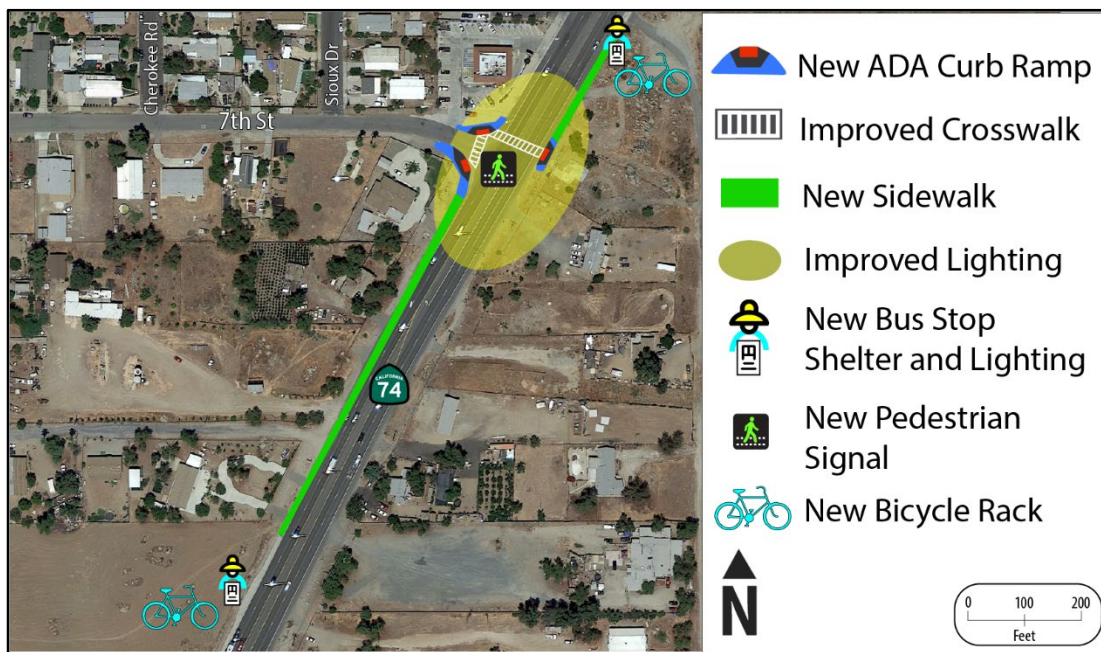 Cherokee Rd
Sioux Dr
7th St
CALIFORNIA
74
New ADA Curb Ramp
Improved Crosswalk
New Sidewalk
Improved Lighting
New Bus Stop
Shelter and Lighting
New Pedestrian
Signal
New Bicycle Rack
N
0 100 200
Feet